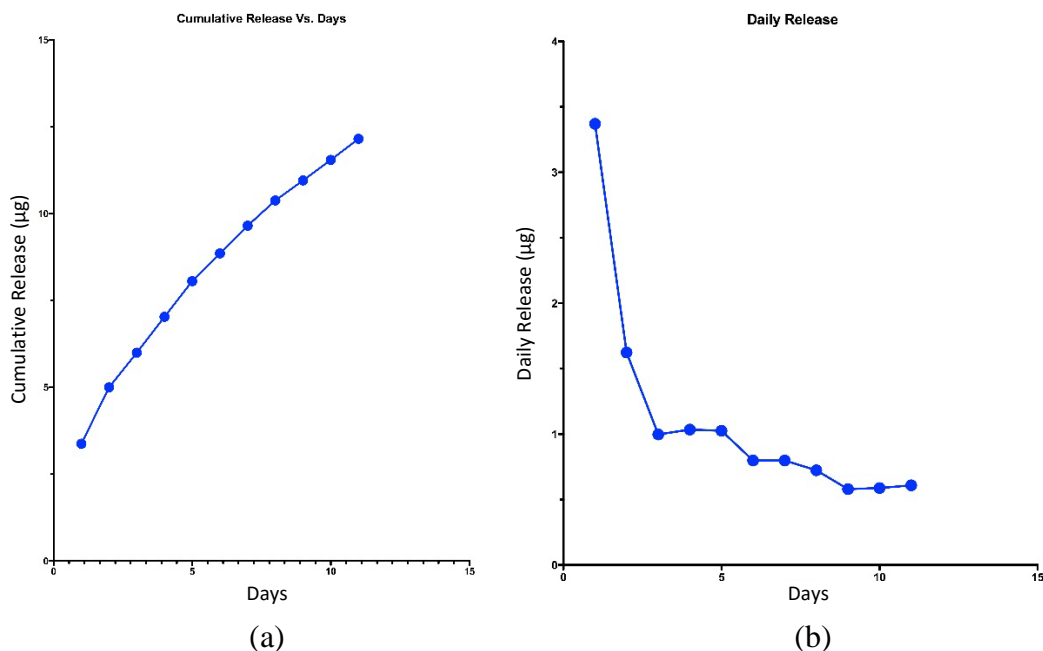 Cumulative Release Vs. Days
15
10
5
0
0 5 10 15
Cumulative Release (µg)
Days
(a)
Daily Release
4
3
2
1
0
0 5 10 15
Daily Release (µg)
Days
(b)